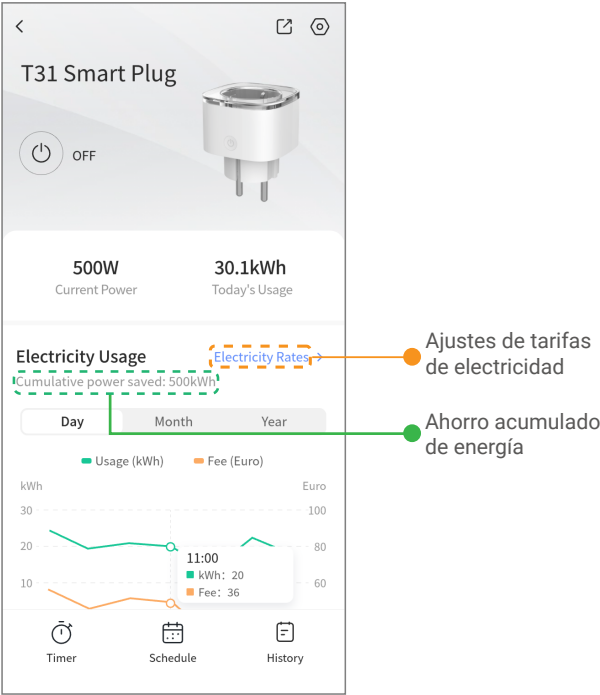 T31 Smart Plug
OFF
500W
30.1kWh
Current Power
Today's Usage
Electricity Usage
Electricity Rates
Cumulative power saved: 500kWh
Ajustes de tarifas
de electricidad
Ahorro acumulado
de energía
Day
Month
Year
Usage (kWh)
Fee (Euro)
kWh
Euro
30
100
20
80
10
60
11:00
kWh: 20
Fee: 36
Timer
Schedule
History